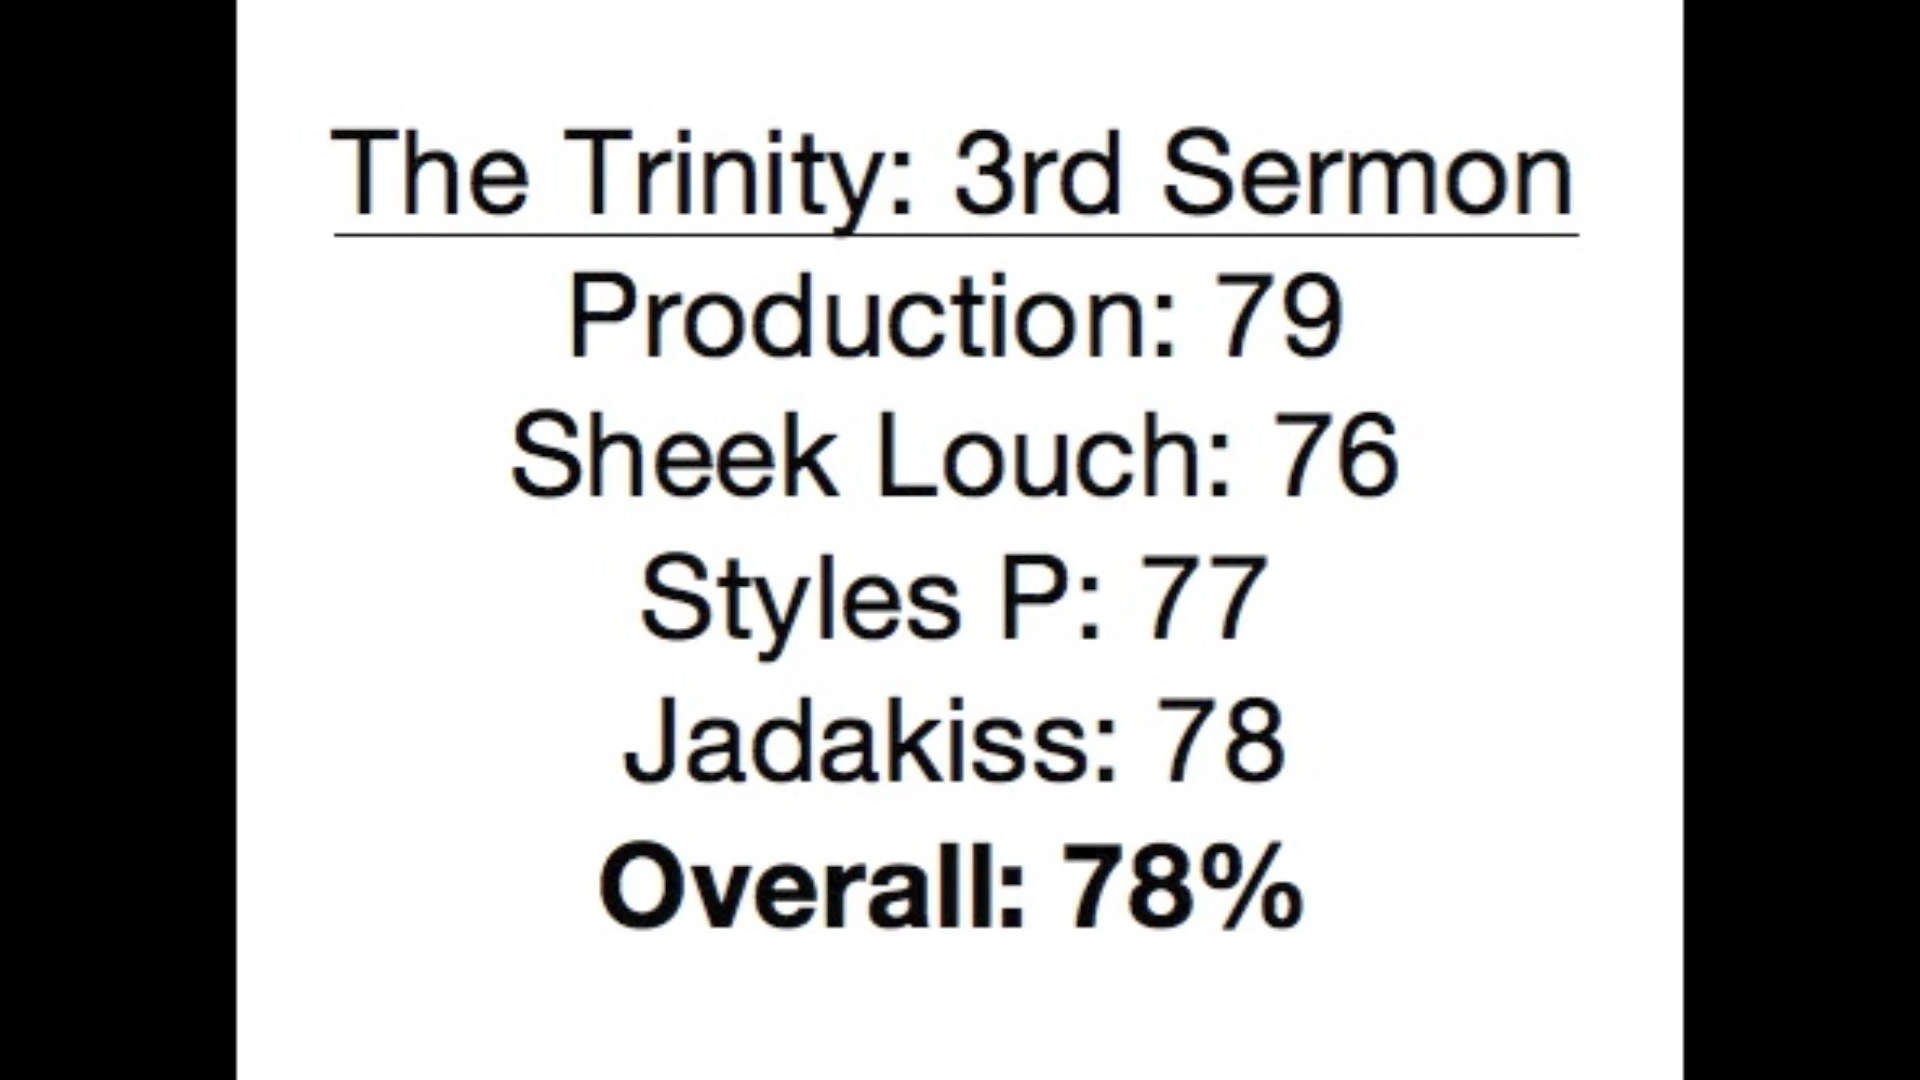 The Trinity: 3rd Sermon
Production: 79
Sheek Louch: 76
Styles P: 77
Jadakiss: 78
Overall: 78%